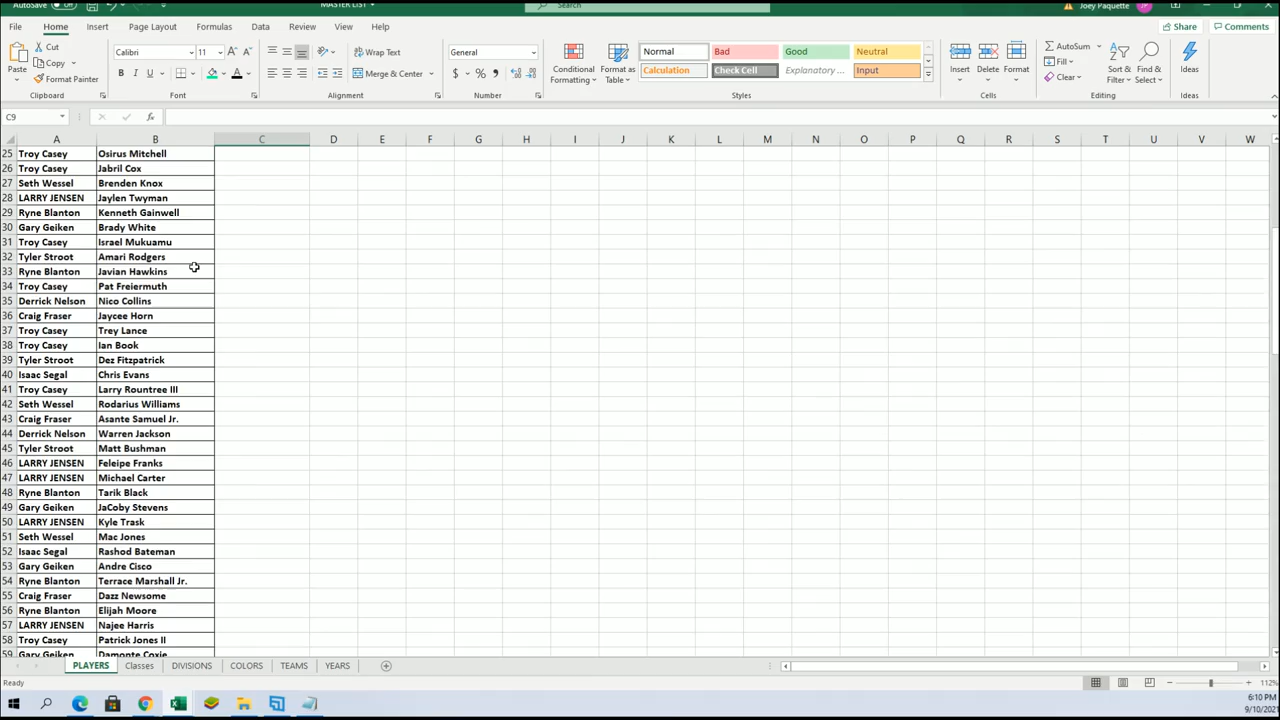 AutoSave Off MASTER LIST Search Joey Paquette JP
File Home Insert Page Layout Formulas Data Review View Help Share Comments
Paste Cut Copy Format Painter Clipboard
Calibri 11 A A B I U A Font
ab Wrap Text Merge & Center Alignment
General $ % Number
Conditional Formatting Format as Table
Normal Bad Good Neutral
Calculation Check Cell Explanatory ... Input
Styles
Insert Delete Format Cells
AutoSum Fill Clear Sort & Filter Find & Select Editing
Ideas Ideas
C9 fx
A B C D E F G H I J K L M N O P Q R S T U V W
25 Troy Casey Osirus Mitchell
26 Troy Casey Jabril Cox
27 Seth Wessel Brenden Knox
28 LARRY JENSEN Jaylen Twyman
29 Ryne Blanton Kenneth Gainwell
30 Gary Geiken Brady White
31 Troy Casey Israel Mukuamu
32 Tyler Stroot Amari Rodgers
33 Ryne Blanton Javian Hawkins
34 Troy Casey Pat Freiermuth
35 Derrick Nelson Nico Collins
36 Craig Fraser Jaycee Horn
37 Troy Casey Trey Lance
38 Troy Casey Ian Book
39 Tyler Stroot Dez Fitzpatrick
40 Isaac Segal Chris Evans
41 Troy Casey Larry Rountree III
42 Seth Wessel Rodarius Williams
43 Craig Fraser Asante Samuel Jr.
44 Derrick Nelson Warren Jackson
45 Tyler Stroot Matt Bushman
46 LARRY JENSEN Feleipe Franks
47 LARRY JENSEN Michael Carter
48 Ryne Blanton Tarik Black
49 Gary Geiken JaCoby Stevens
50 LARRY JENSEN Kyle Trask
51 Seth Wessel Mac Jones
52 Isaac Segal Rashod Bateman
53 Gary Geiken Andre Cisco
54 Ryne Blanton Terrace Marshall Jr.
55 Craig Fraser Dazz Newsome
56 Ryne Blanton Elijah Moore
57 LARRY JENSEN Najee Harris
58 Troy Casey Patrick Jones II
59 Gary Geiken Damonte Coxie
PLAYERS Classes DIVISIONS COLORS TEAMS YEARS
Ready 112%
6:10 PM
9/10/2021